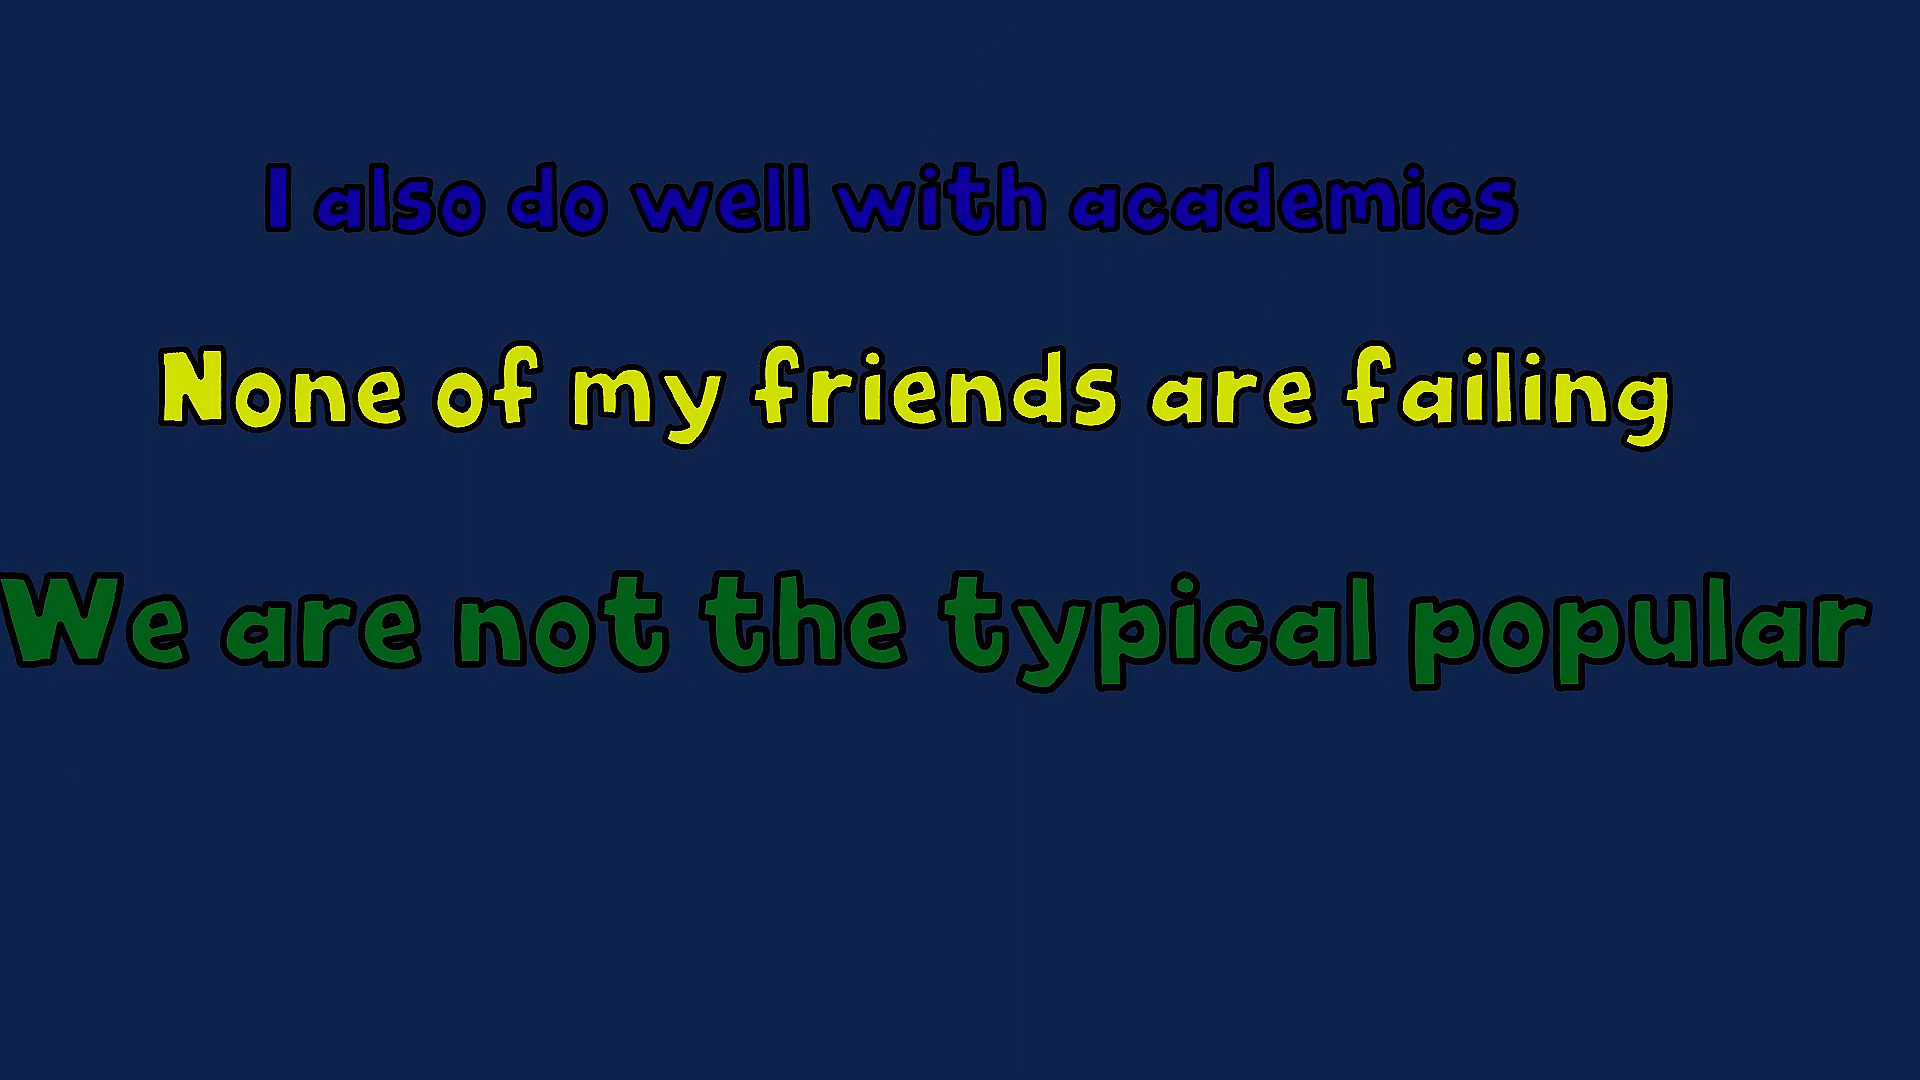 I also do well with academics
None of my friends are failing
We are not the typical popular